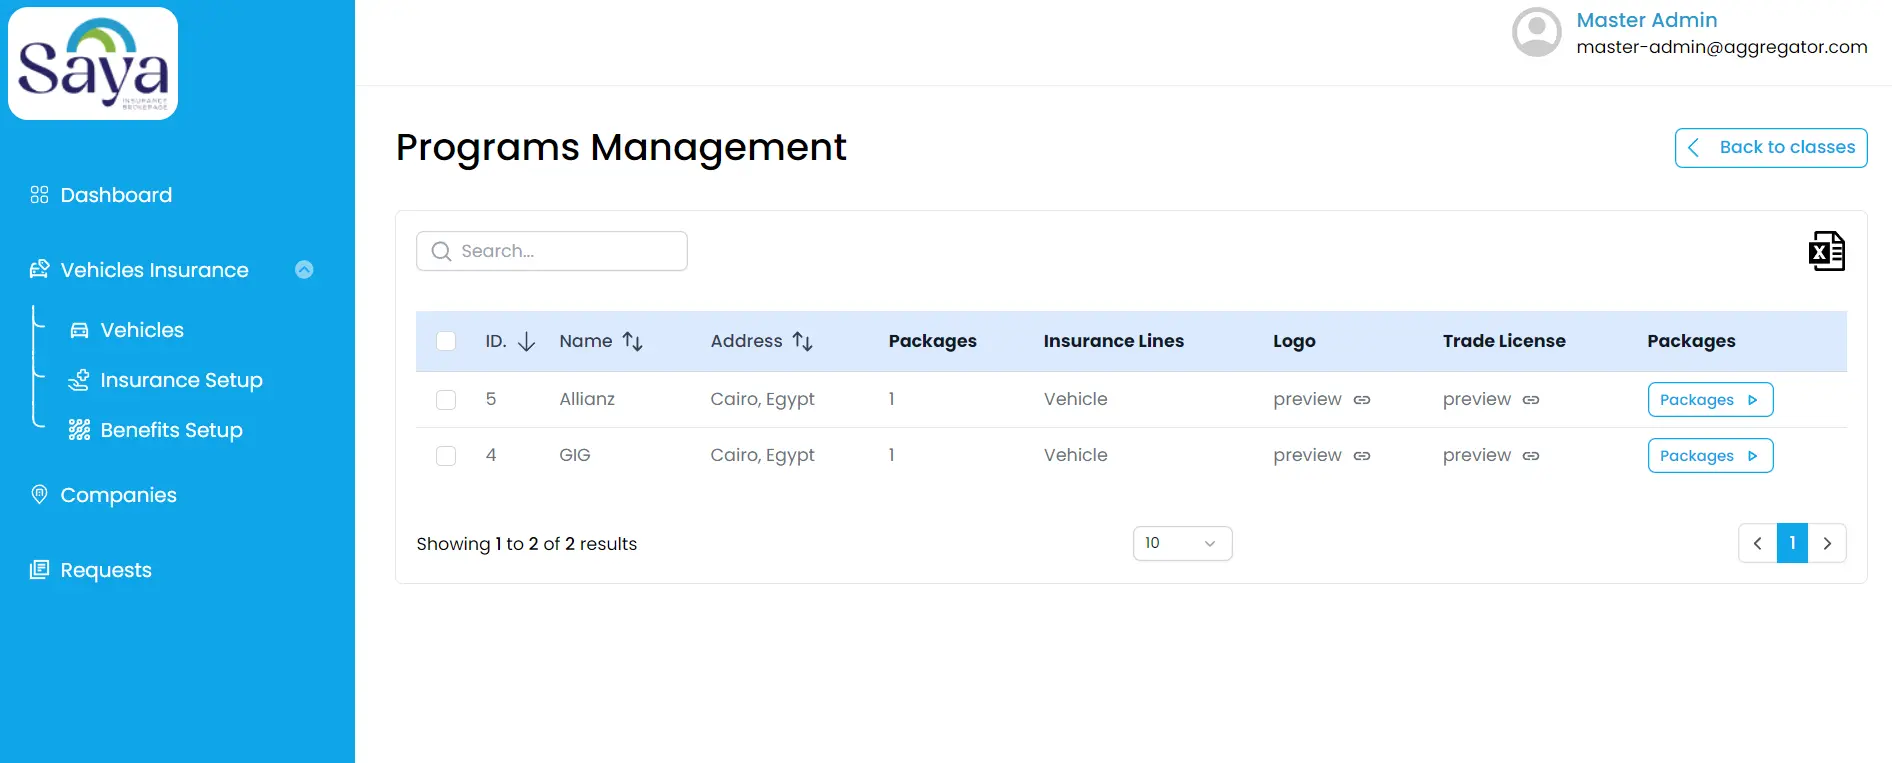 Saya
INSURANCE
BROKERAGE
Master Admin
master-admin@aggregator.com
Dashboard
Vehicles Insurance
Vehicles
Insurance Setup
Benefits Setup
Companies
Requests
Programs Management
Back to classes
Search...
ID. Name Address Packages Insurance Lines Logo Trade License Packages
5 Allianz Cairo, Egypt 1 Vehicle preview preview Packages
4 GIG Cairo, Egypt 1 Vehicle preview preview Packages
Showing 1 to 2 of 2 results 10 1